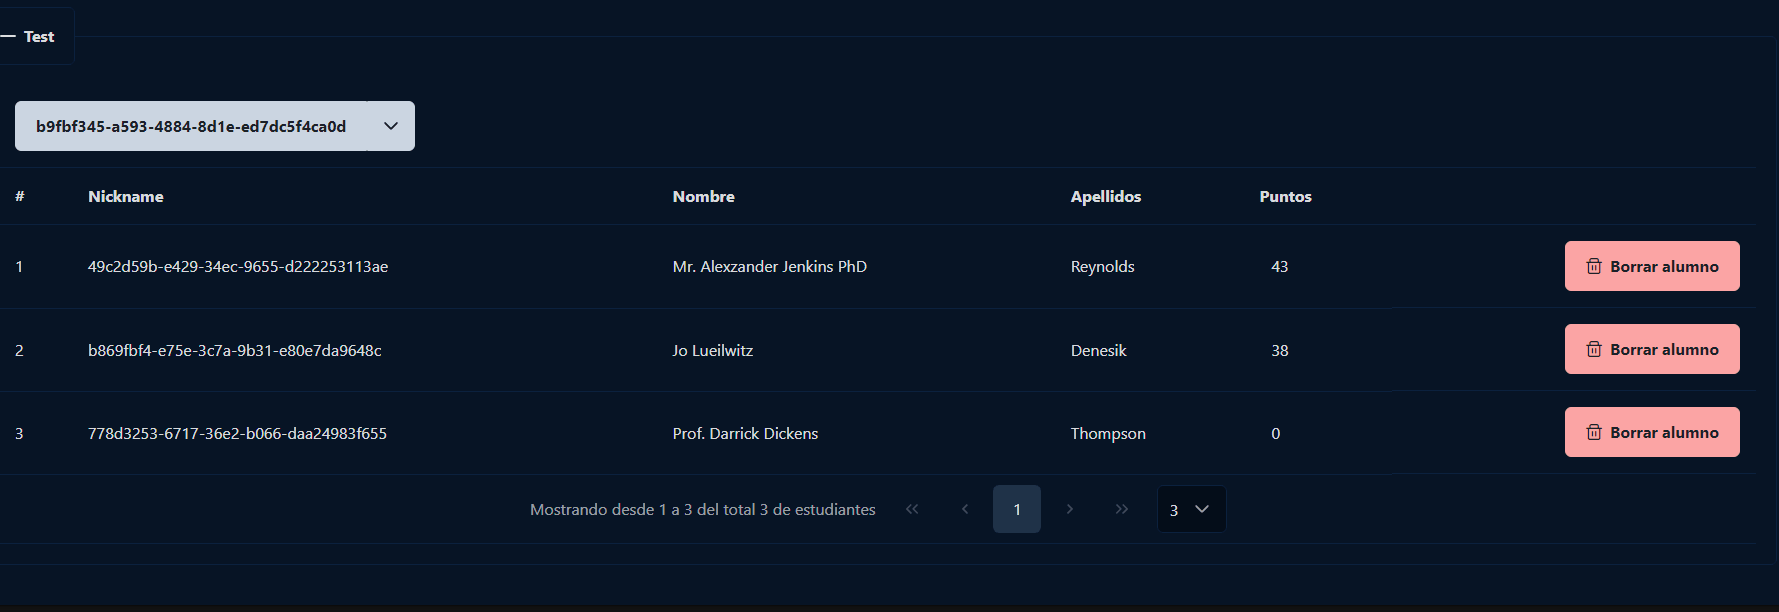 Test
b9fbf345-a593-4884-8d1e-ed7dc5f4ca0d
# Nickname Nombre Apellidos Puntos
1 49c2d59b-e429-34ec-9655-d222253113ae Mr. Alexzander Jenkins PhD Reynolds 43 Borrar alumno
2 b869fbf4-e75e-3c7a-9b31-e80e7da9648c Jo Lueilwitz Denesik 38 Borrar alumno
3 778d3253-6717-36e2-b066-daa24983f655 Prof. Darrick Dickens Thompson 0 Borrar alumno
Mostrando desde 1 a 3 del total 3 de estudiantes 1 3